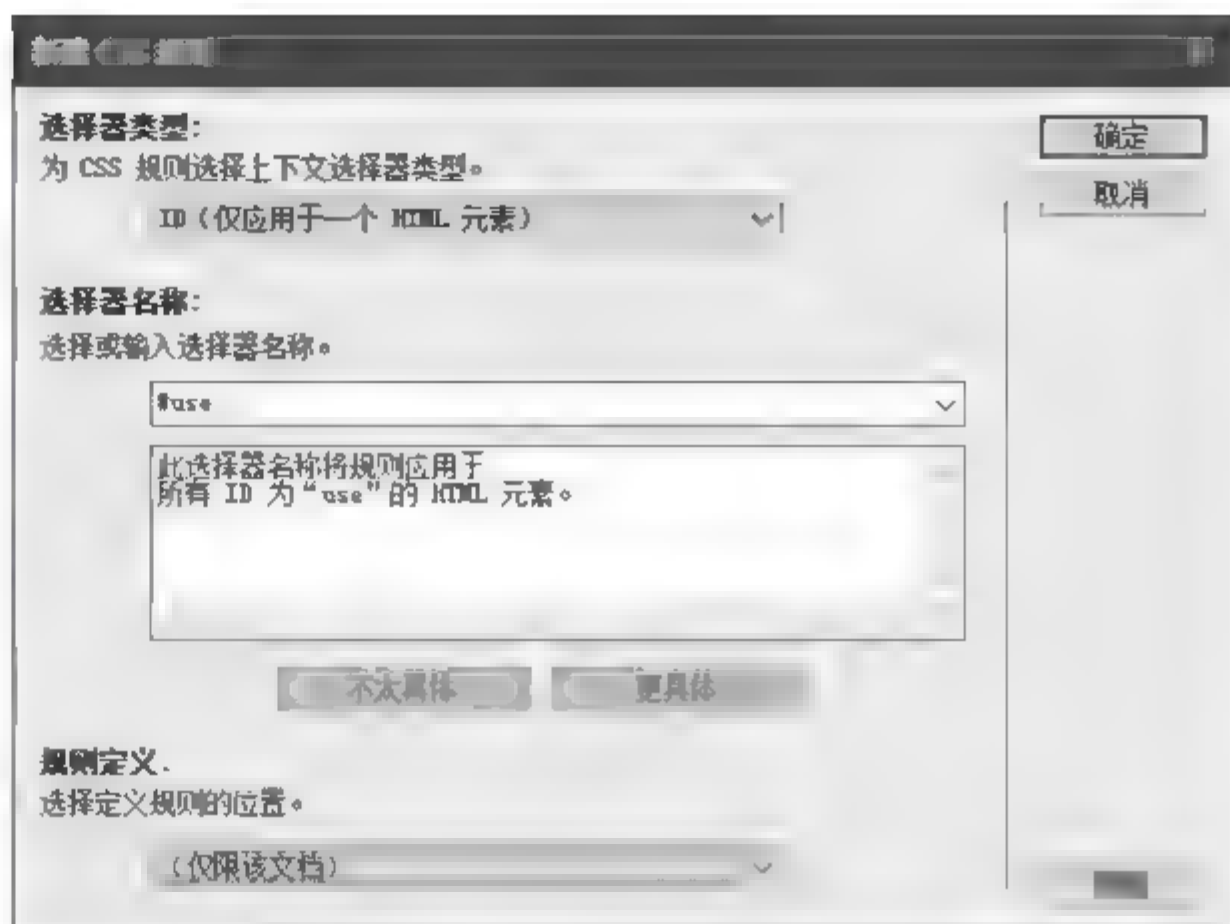 选择器类型:
确定
为 CSS 规则选择上下文选择器类型。
取消
ID（仅应用于一个 HTML 元素）
选择器名称:
选择或输入选择器名称。
#use
此选择器名称将规则应用于
所有 ID 为“use”的 HTML 元素。
不太具体
更具体
规则定义:
选择定义规则的位置。
（仅限该文档）